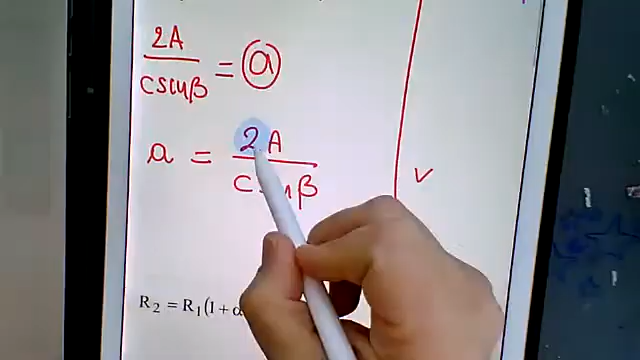 2A
c sin β = a
a = 2A
c sin β
v
R₂ = R₁(1 + α